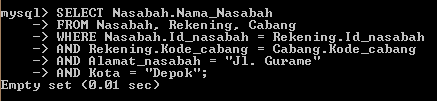 mysql> SELECT Nasabah.Nama_Nasabah
-> FROM Nasabah, Rekening, Cabang
-> WHERE Nasabah.Id_nasabah = Rekening.Id_nasabah
-> AND Rekening.Kode_cabang = Cabang.Kode_cabang
-> AND Alamat_nasabah = "Jl. Gurame"
-> AND Kota = "Depok";
Empty set (0.01 sec)